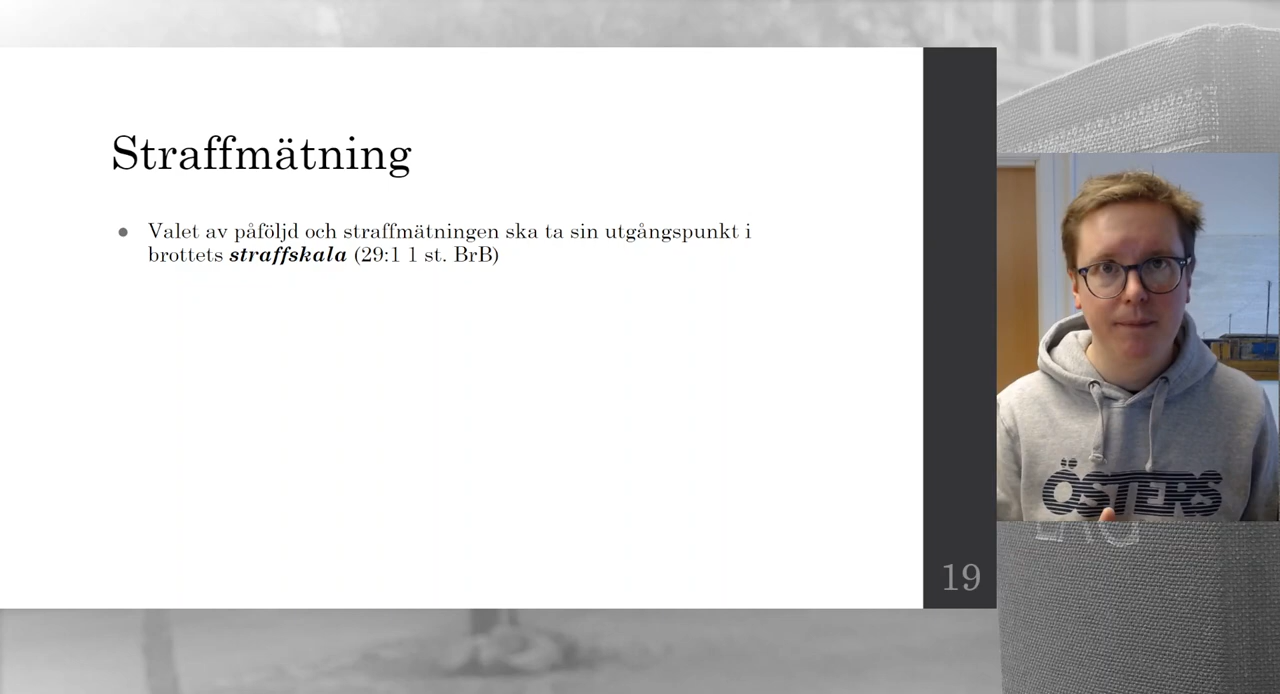 Straffmätning
● Valet av påföljd och straffmätningen ska ta sin utgångspunkt i
brottets straffskala (29:1 1 st. BrB)
19
ÖSTERS